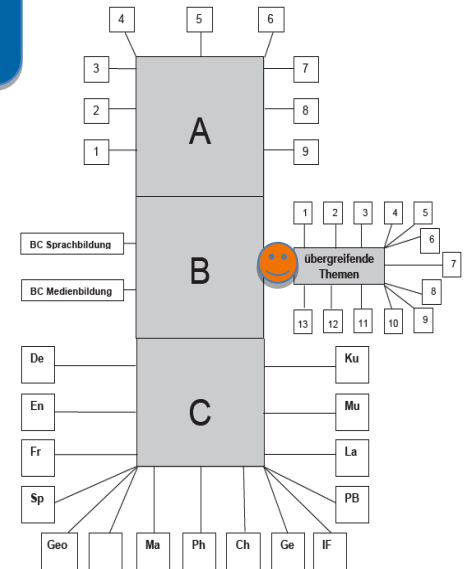 4 5 6
3 7
2 8
1 9
A
BC Sprachbildung
BC Medienbildung
B
1 2 3 4 5
6
7
8
9
13 12 11 10
übergreifende
Themen
De Ku
En Mu
C
Fr La
Sp PB
Geo Ma Ph Ch Ge IF